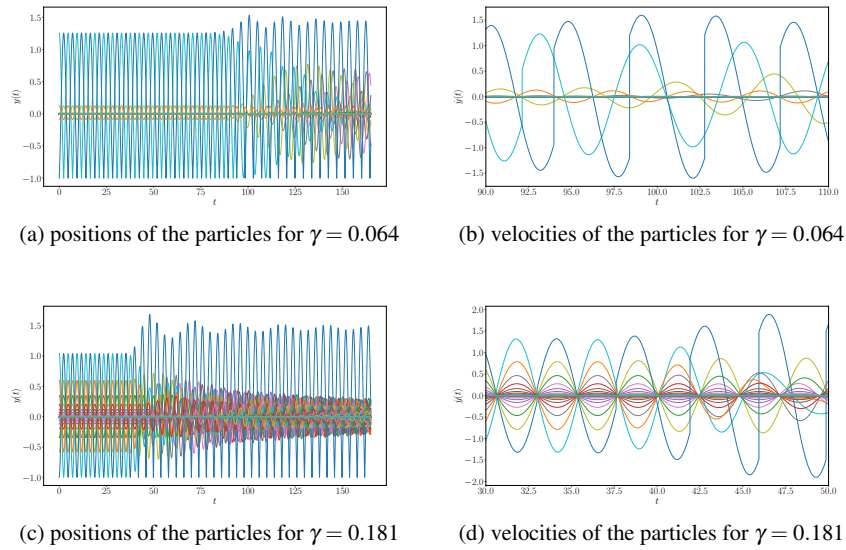 1.5
1.0
0.5
0.0
−0.5
−1.0
y(t)
0 25 50 75 100 125 150
t
1.5
1.0
0.5
0.0
−0.5
−1.0
−1.5
ẏ(t)
90.0 92.5 95.0 97.5 100.0 102.5 105.0 107.5 110.0
t
(a) positions of the particles for γ = 0.064
(b) velocities of the particles for γ = 0.064
1.5
1.0
0.5
0.0
−0.5
−1.0
y(t)
0 25 50 75 100 125 150
t
2.0
1.5
1.0
0.5
0.0
−0.5
−1.0
−1.5
−2.0
ẏ(t)
30.0 32.5 35.0 37.5 40.0 42.5 45.0 47.5 50.0
t
(c) positions of the particles for γ = 0.181
(d) velocities of the particles for γ = 0.181